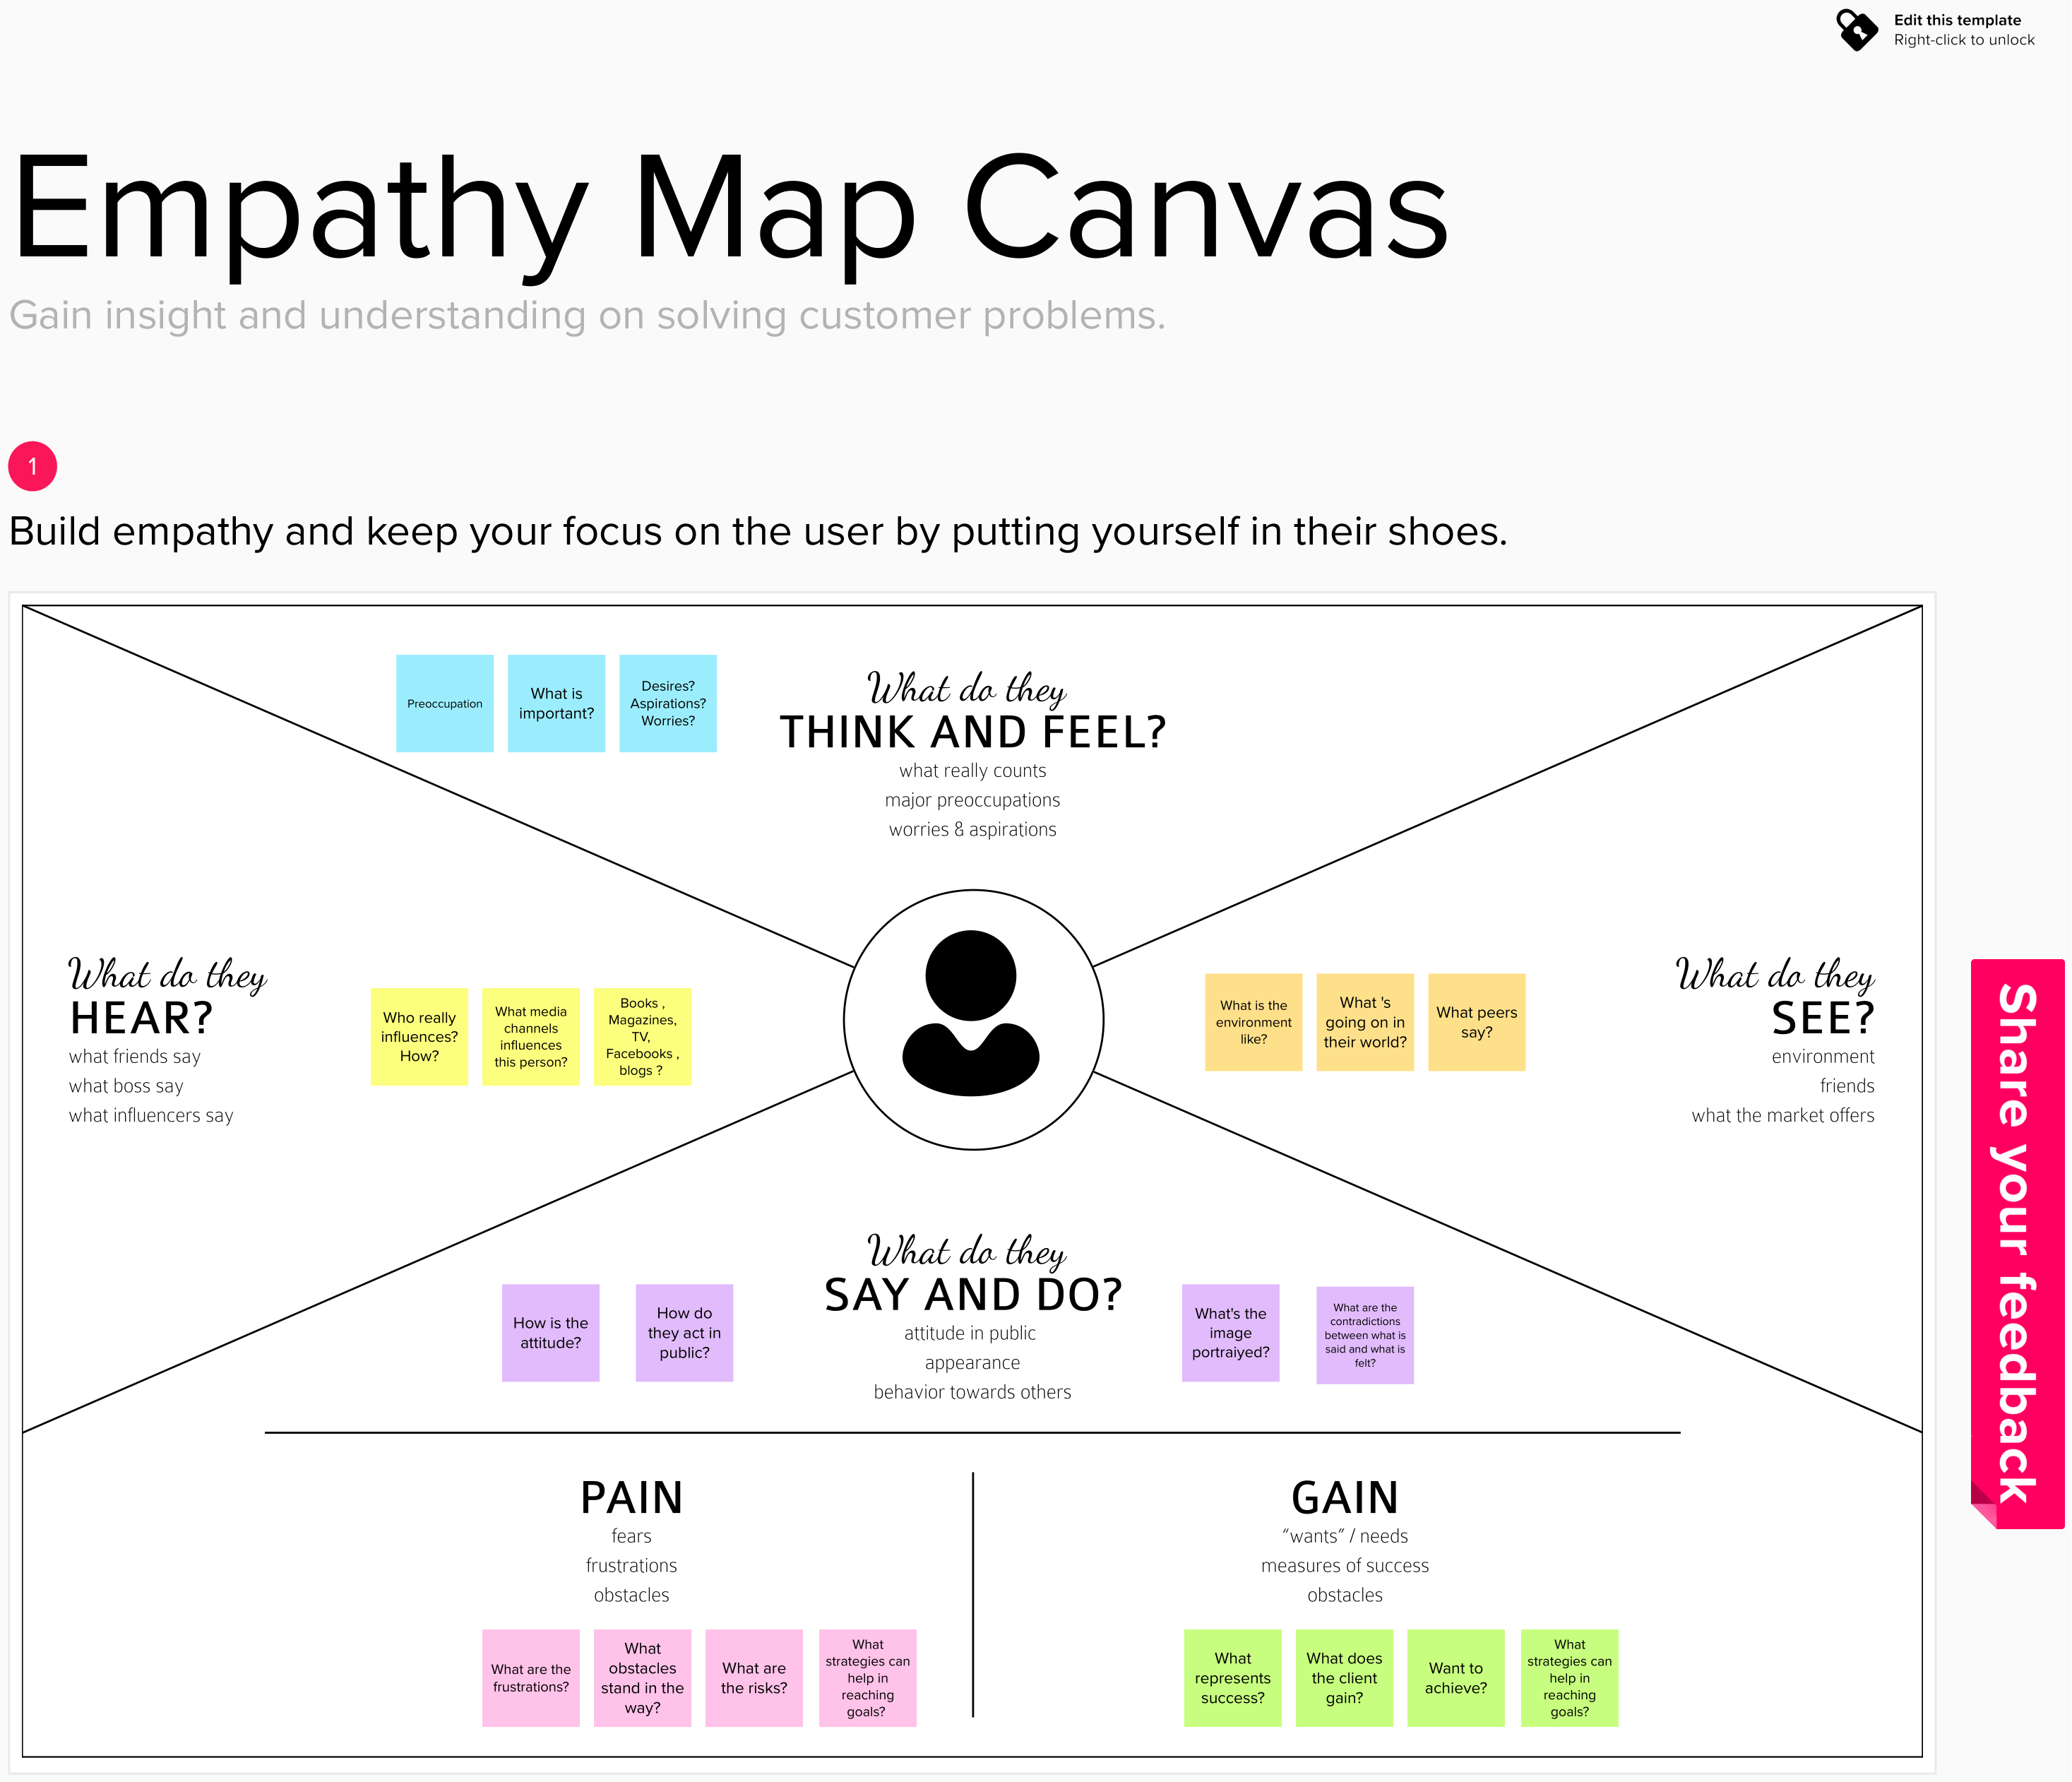 Edit this template
Right-click to unlock
Empathy Map Canvas
Gain insight and understanding on solving customer problems.
1
Build empathy and keep your focus on the user by putting yourself in their shoes.
Preoccupation
What is
important?
Desires?
Aspirations?
Worries?
What do they
THINK AND FEEL?
what really counts
major preoccupations
worries & aspirations
What do they
HEAR?
what friends say
what boss say
what influencers say
Who really
influences?
How?
What media
channels
influences
this person?
Books ,
Magazines,
TV,
Facebooks ,
blogs ?
What is the
environment
like?
What 's
going on in
their world?
What peers
say?
What do they
SEE?
environment
friends
what the market offers
What do they
SAY AND DO?
attitude in public
appearance
behavior towards others
How is the
attitude?
How do
they act in
public?
What's the
image
portraiyed?
What are the
contradictions
between what is
said and what is
felt?
PAIN
fears
frustrations
obstacles
What are the
frustrations?
What
obstacles
stand in the
way?
What are
the risks?
What
strategies can
help in
reaching
goals?
GAIN
“wants” / needs
measures of success
obstacles
What
represents
success?
What does
the client
gain?
Want to
achieve?
What
strategies can
help in
reaching
goals?
Share your feedback